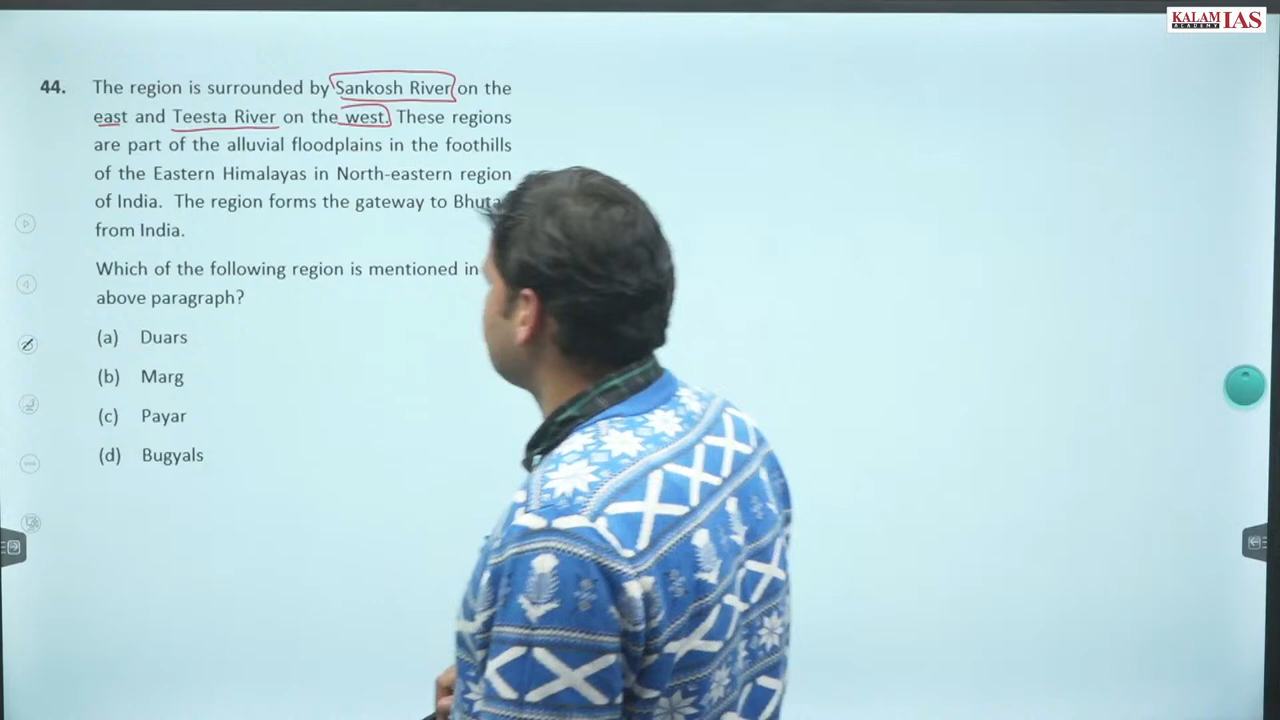 KALAM IAS
ACADEMY
44. The region is surrounded by Sankosh River on the
east and Teesta River on the west. These regions
are part of the alluvial floodplains in the foothills
of the Eastern Himalayas in North-eastern region
of India. The region forms the gateway to
from India.
Which of the following region is mentioned in
above paragraph?
(a) Duars
(b) Marg
(c) Payar
(d) Bugyals